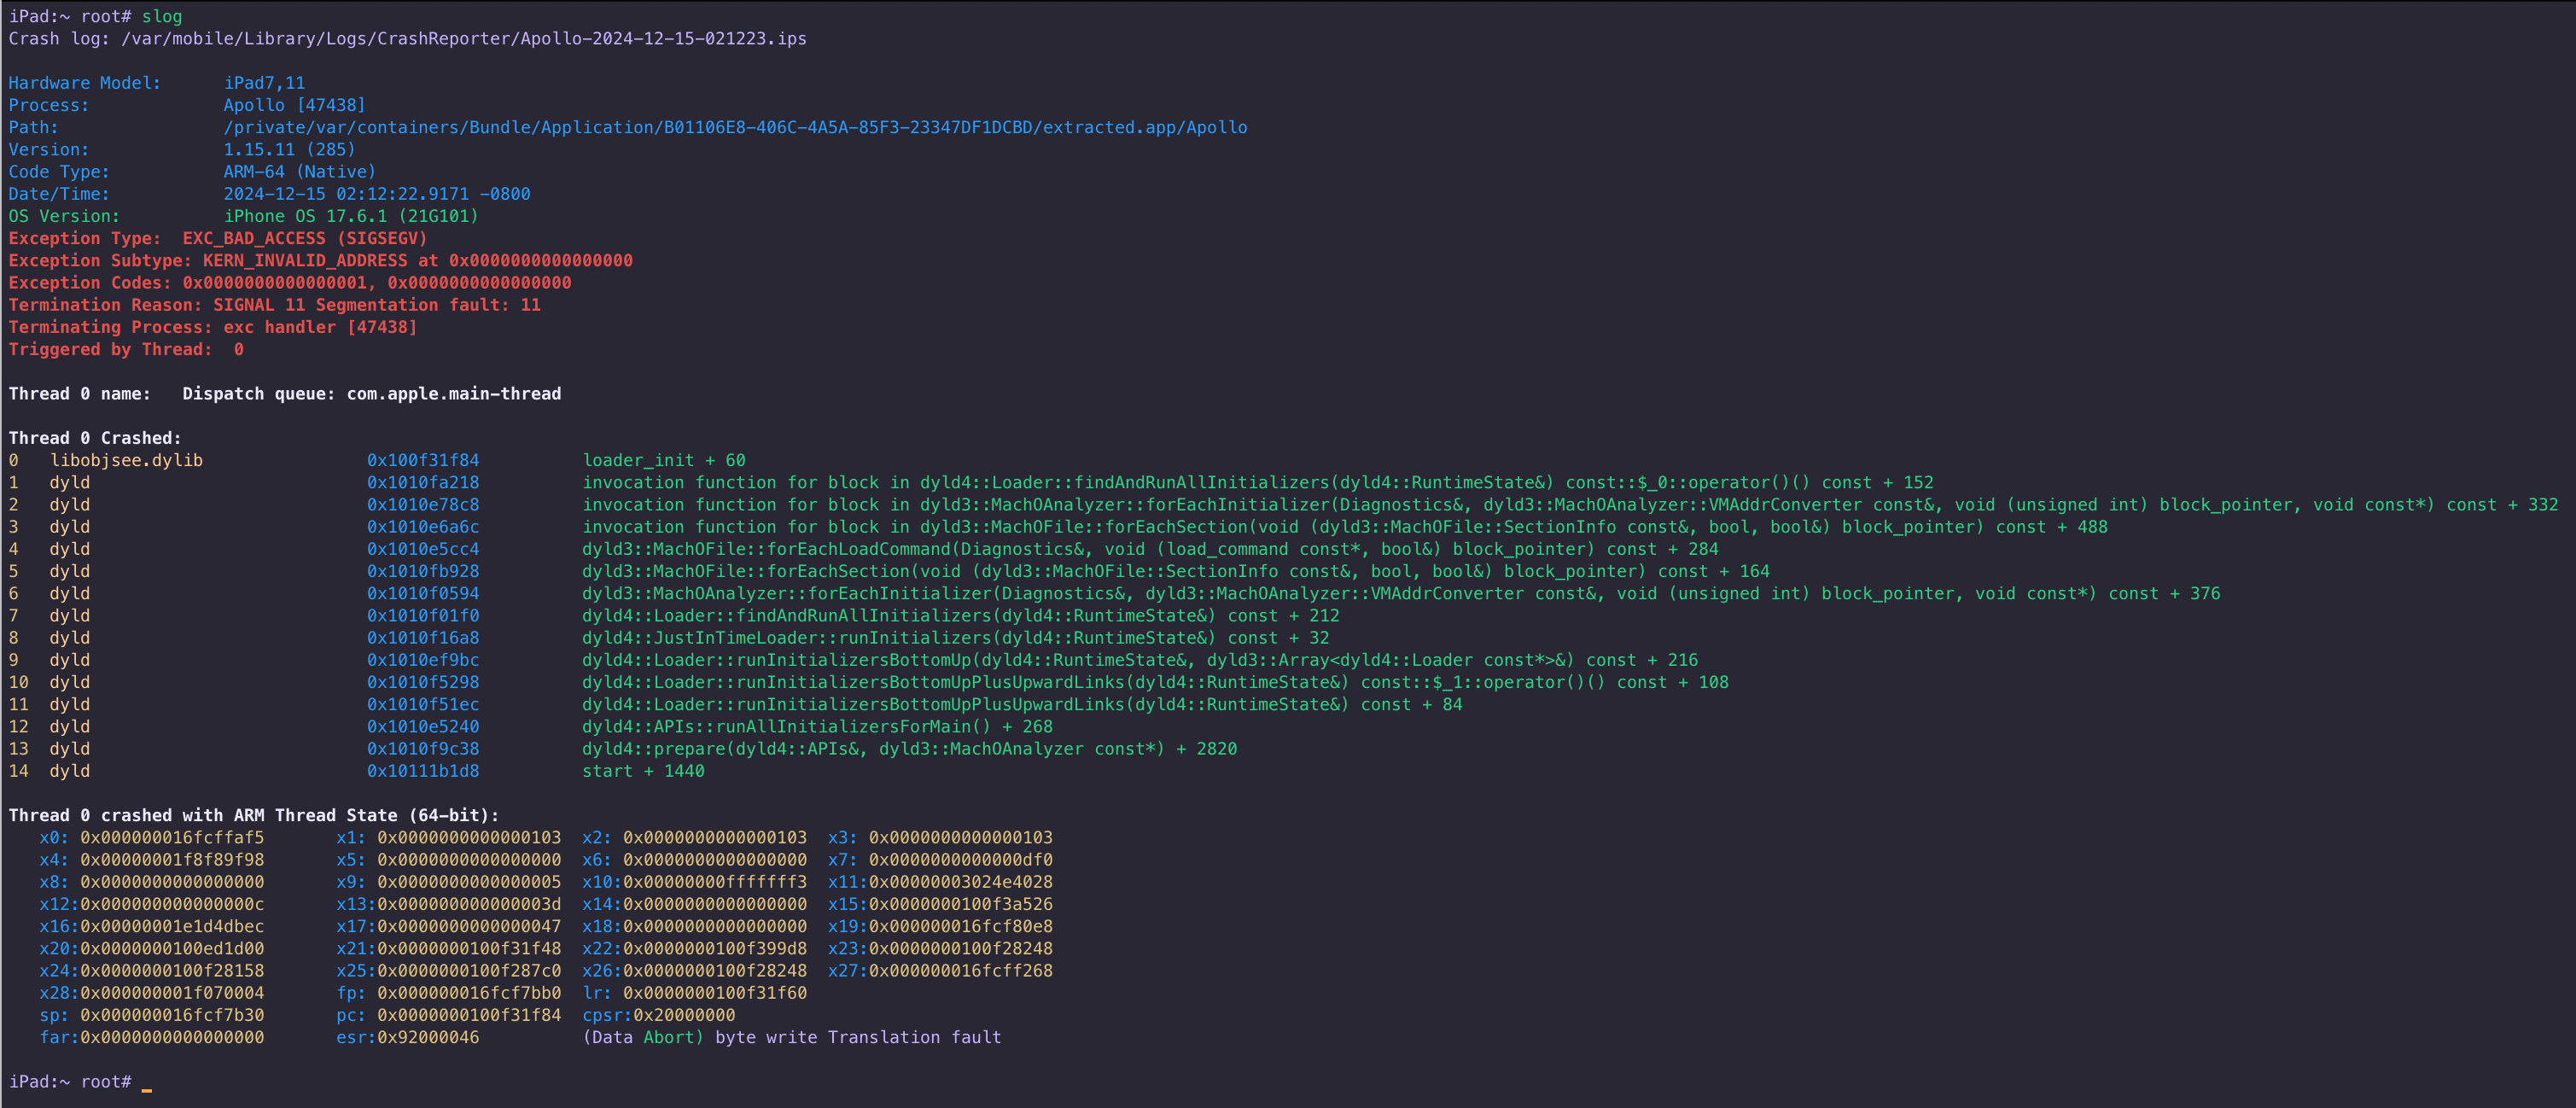 iPad:~ root# slog
Crash log: /var/mobile/Library/Logs/CrashReporter/Apollo-2024-12-15-021223.ips
Hardware Model: iPad7,11
Process: Apollo [47438]
Path: /private/var/containers/Bundle/Application/B01106E8-406C-4A5A-85F3-23347DF1DCBD/extracted.app/Apollo
Version: 1.15.11 (285)
Code Type: ARM-64 (Native)
Date/Time: 2024-12-15 02:12:22.9171 -0800
OS Version: iPhone OS 17.6.1 (21G101)
Exception Type: EXC_BAD_ACCESS (SIGSEGV)
Exception Subtype: KERN_INVALID_ADDRESS at 0x0000000000000000
Exception Codes: 0x0000000000000001, 0x0000000000000000
Termination Reason: SIGNAL 11 Segmentation fault: 11
Terminating Process: exc handler [47438]
Triggered by Thread: 0
Thread 0 name: Dispatch queue: com.apple.main-thread
Thread 0 Crashed:
0 libobjsee.dylib 0x100f31f84 loader_init + 60
1 dyld 0x1010fa218 invocation function for block in dyld4::Loader::findAndRunAllInitializers(dyld4::RuntimeState&) const::$_0::operator()() const + 152
2 dyld 0x1010e78c8 invocation function for block in dyld3::MachOAnalyzer::forEachInitializer(Diagnostics&, dyld3::MachOAnalyzer::VMAddrConverter const&, void (unsigned int) block_pointer, void const*) const + 332
3 dyld 0x1010e6a6c invocation function for block in dyld3::MachOFile::forEachSection(void (dyld3::MachOFile::SectionInfo const&, bool, bool&) block_pointer) const + 488
4 dyld 0x1010e5cc4 dyld3::MachOFile::forEachLoadCommand(Diagnostics&, void (load_command const*, bool&) block_pointer) const + 284
5 dyld 0x1010fb928 dyld3::MachOFile::forEachSection(void (dyld3::MachOFile::SectionInfo const&, bool, bool&) block_pointer) const + 164
6 dyld 0x1010f0594 dyld3::MachOAnalyzer::forEachInitializer(Diagnostics&, dyld3::MachOAnalyzer::VMAddrConverter const&, void (unsigned int) block_pointer, void const*) const + 376
7 dyld 0x1010f01f0 dyld4::Loader::findAndRunAllInitializers(dyld4::RuntimeState&) const + 212
8 dyld 0x1010f16a8 dyld4::JustInTimeLoader::runInitializers(dyld4::RuntimeState&) const + 32
9 dyld 0x1010ef9bc dyld4::Loader::runInitializersBottomUp(dyld4::RuntimeState&, dyld3::Array<dyld4::Loader const*>&) const + 216
10 dyld 0x1010f5298 dyld4::Loader::runInitializersBottomUpPlusUpwardLinks(dyld4::RuntimeState&) const::$_1::operator()() const + 108
11 dyld 0x1010f51ec dyld4::Loader::runInitializersBottomUpPlusUpwardLinks(dyld4::RuntimeState&) const + 84
12 dyld 0x1010e5240 dyld4::APIs::runAllInitializersForMain() + 268
13 dyld 0x1010f9c38 dyld4::prepare(dyld4::APIs&, dyld3::MachOAnalyzer const*) + 2820
14 dyld 0x10111b1d8 start + 1440
Thread 0 crashed with ARM Thread State (64-bit):
x0: 0x000000016fcffaf5 x1: 0x0000000000000103 x2: 0x0000000000000103 x3: 0x0000000000000103
x4: 0x00000001f8f89f98 x5: 0x0000000000000000 x6: 0x0000000000000000 x7: 0x0000000000000df0
x8: 0x0000000000000000 x9: 0x0000000000000005 x10:0x00000000fffffff3 x11:0x00000003024e4028
x12:0x000000000000000c x13:0x000000000000003d x14:0x0000000000000000 x15:0x0000000100f3a526
x16:0x00000001e1d4dbec x17:0x0000000000000047 x18:0x0000000000000000 x19:0x000000016fcf80e8
x20:0x0000000100ed1d00 x21:0x0000000100f31f48 x22:0x0000000100f399d8 x23:0x0000000100f28248
x24:0x0000000100f28158 x25:0x0000000100f287c0 x26:0x0000000100f28248 x27:0x000000016fcff268
x28:0x000000001f070004 fp: 0x000000016fcf7bb0 lr: 0x0000000100f31f60
sp: 0x000000016fcf7b30 pc: 0x0000000100f31f84 cpsr:0x20000000
far:0x0000000000000000 esr:0x92000046 (Data Abort) byte write Translation fault
iPad:~ root#